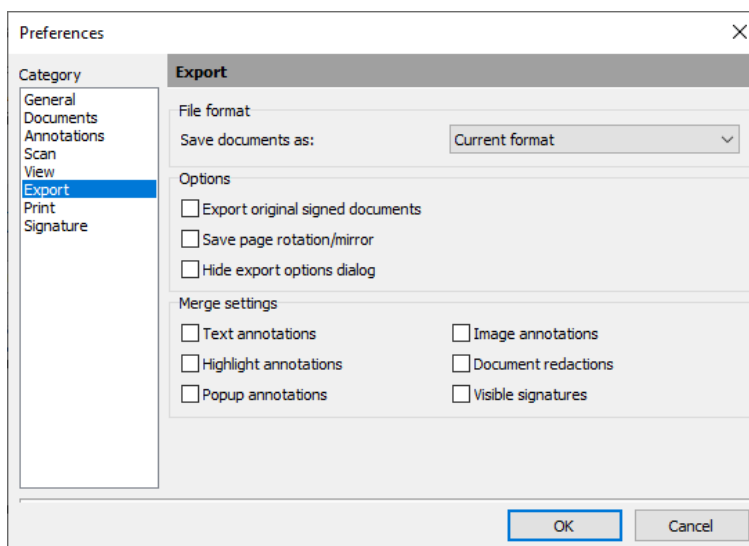 Preferences
Category
General
Documents
Annotations
Scan
View
Export
Print
Signature
Export
File format
Save documents as: Current format
Options
Export original signed documents
Save page rotation/mirror
Hide export options dialog
Merge settings
Text annotations Image annotations
Highlight annotations Document redactions
Popup annotations Visible signatures
OK Cancel